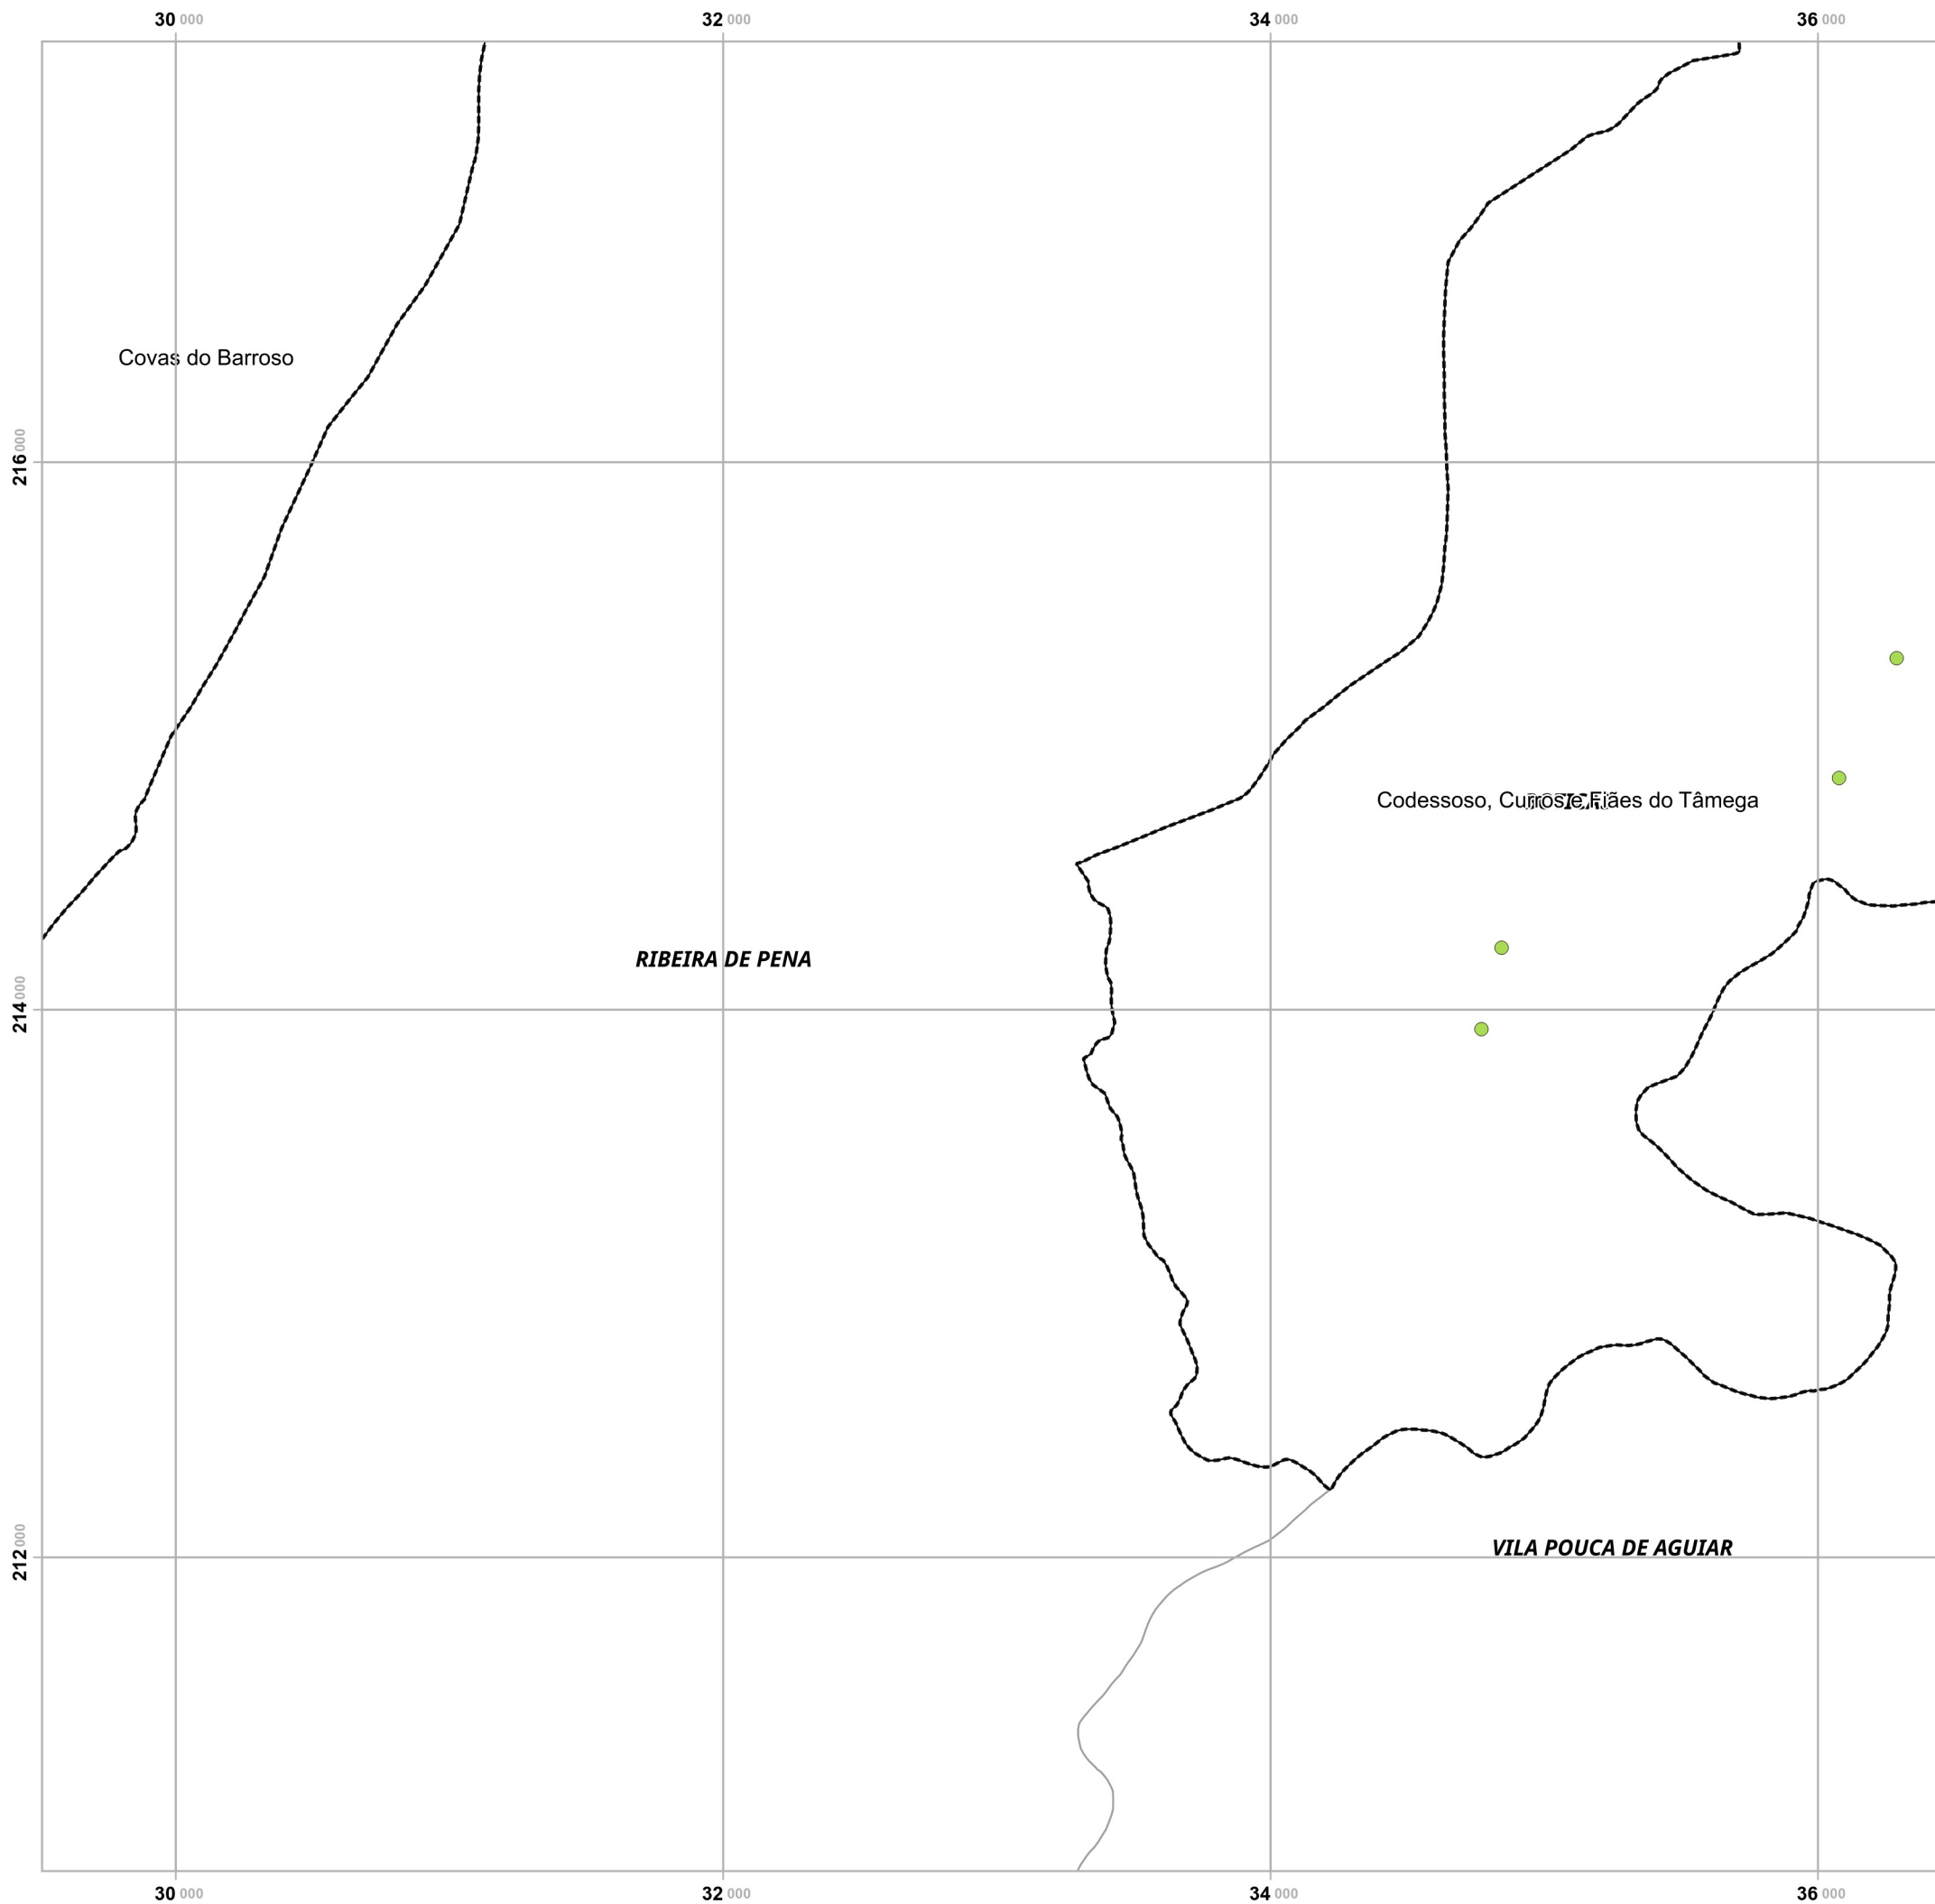 30 000
32 000
34 000
36 000
Covas do Barroso
216 000
Codessoso, Curros e Fiães do Tâmega
RIBEIRA DE PENA
214 000
VILA POUCA DE AGUIAR
212 000
30 000
32 000
34 000
36 000